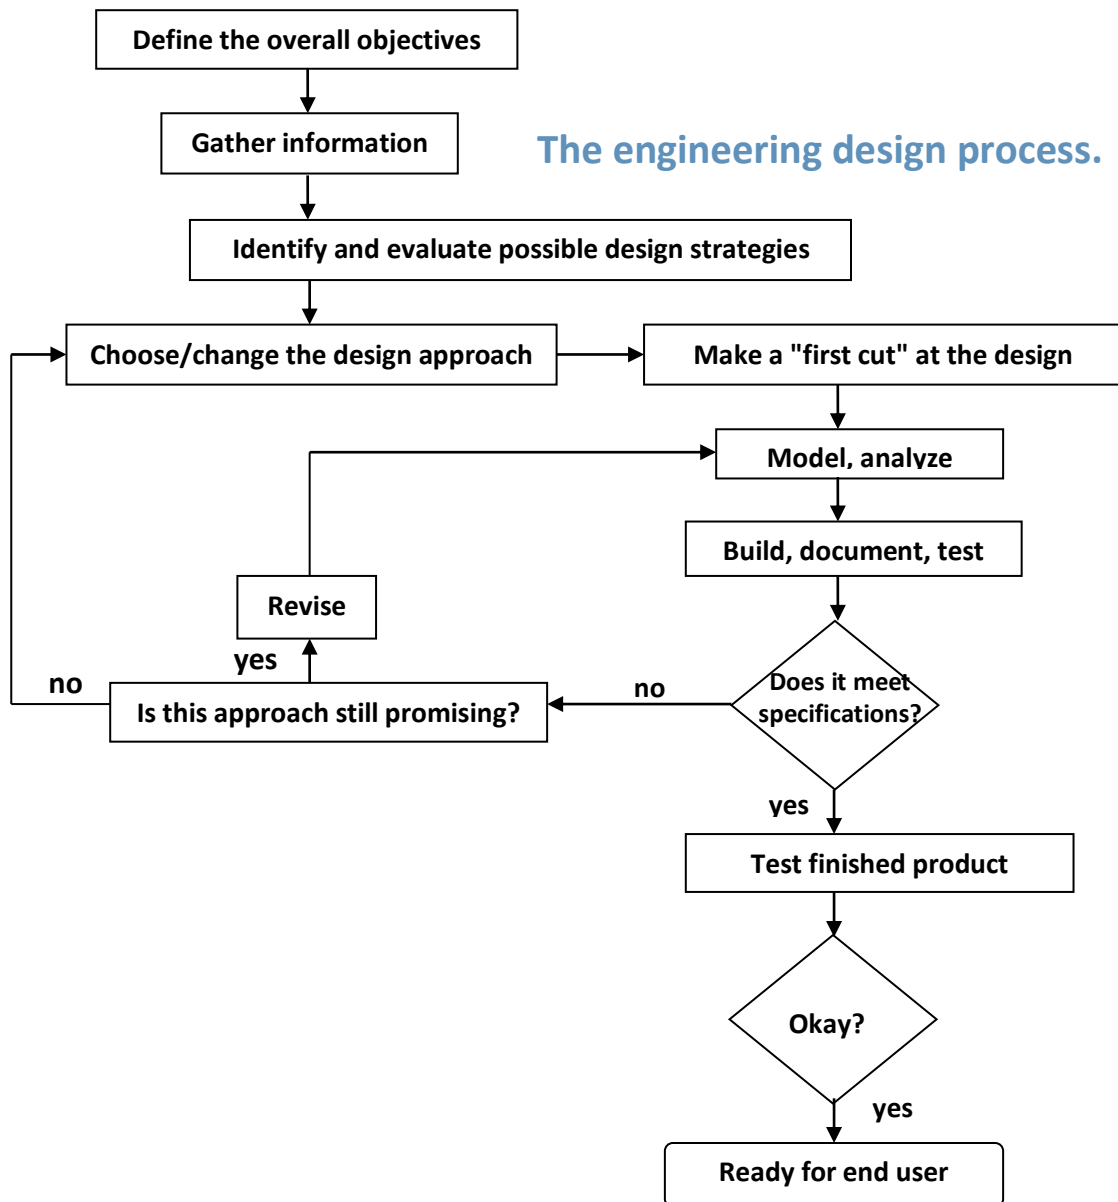 Define the overall objectives
Gather information
The engineering design process.
Identify and evaluate possible design strategies
Choose/change the design approach
Make a "first cut" at the design
Model, analyze
Build, document, test
Revise
yes
no
Is this approach still promising?
no
Does it meet
specifications?
yes
Test finished product
Okay?
yes
Ready for end user